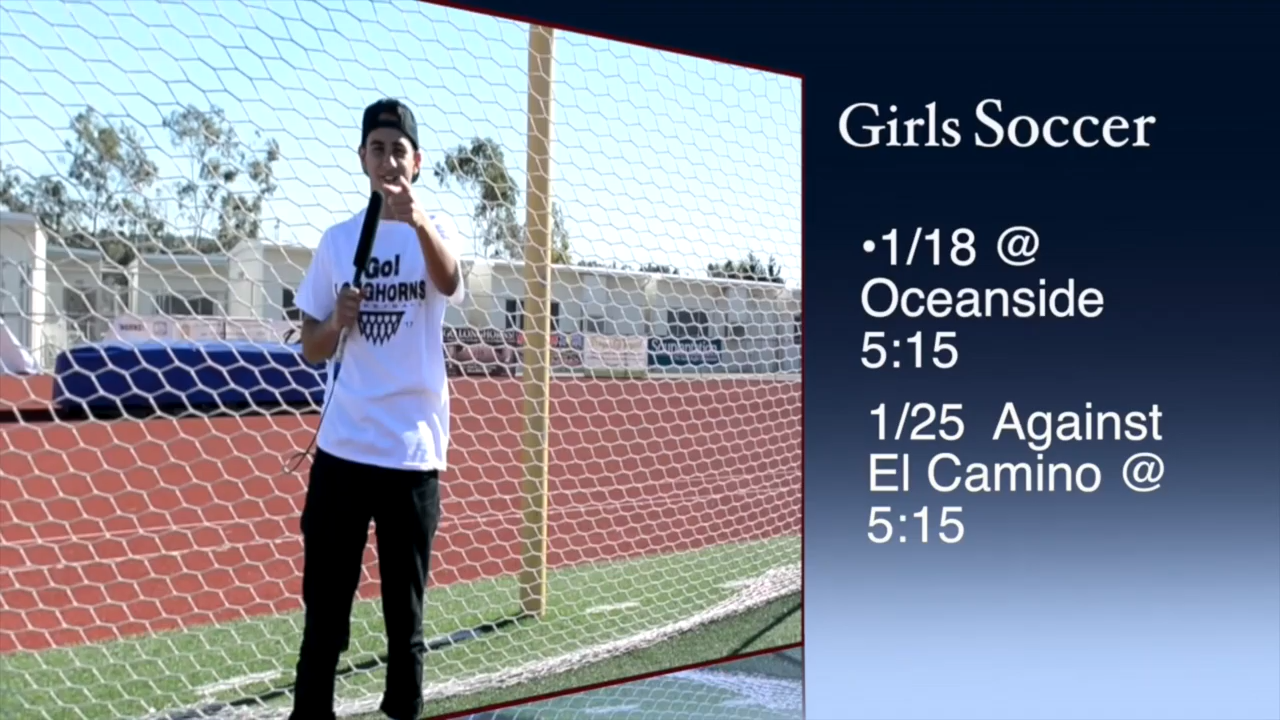 Girls Soccer
•1/18 @
Oceanside
5:15
1/25 Against
El Camino @
5:15
Go!
LONGHORNS